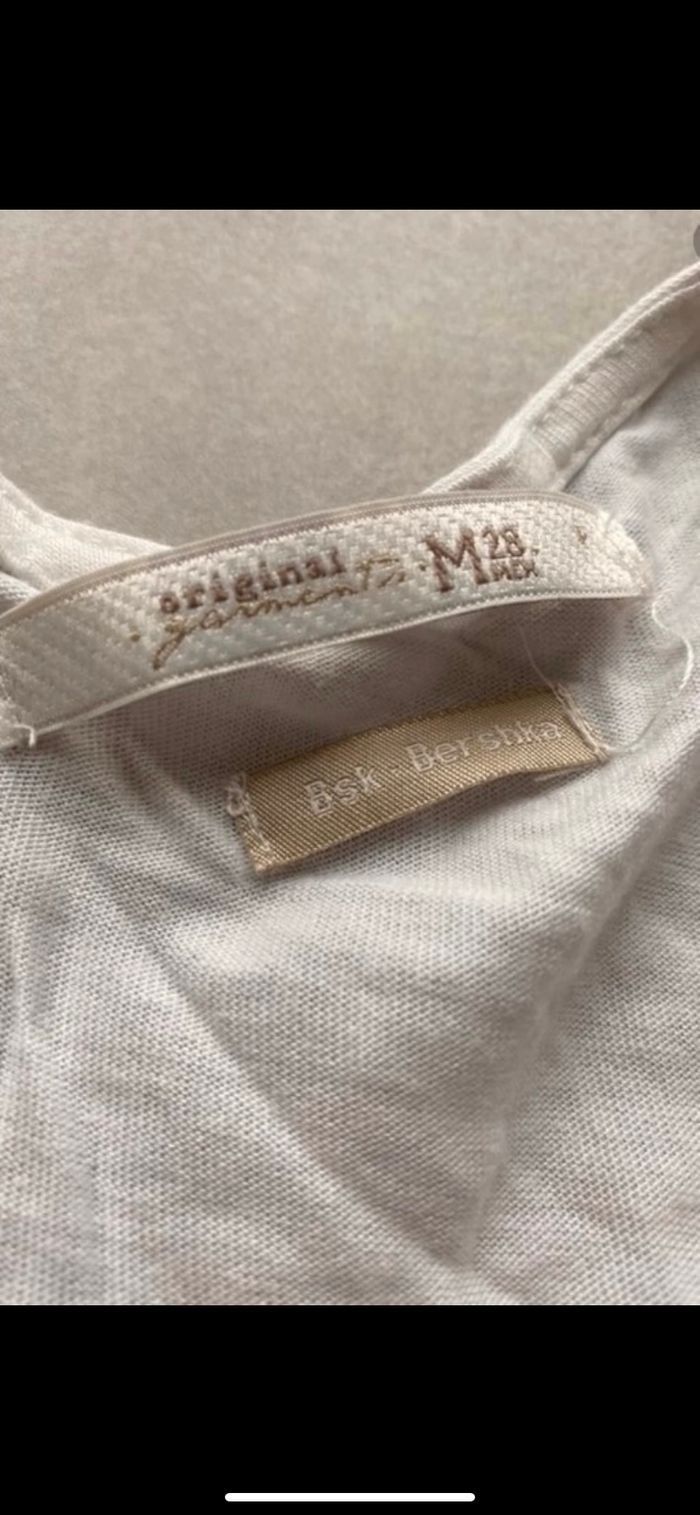 original M 28
garments MEX
Bsk - Bershka